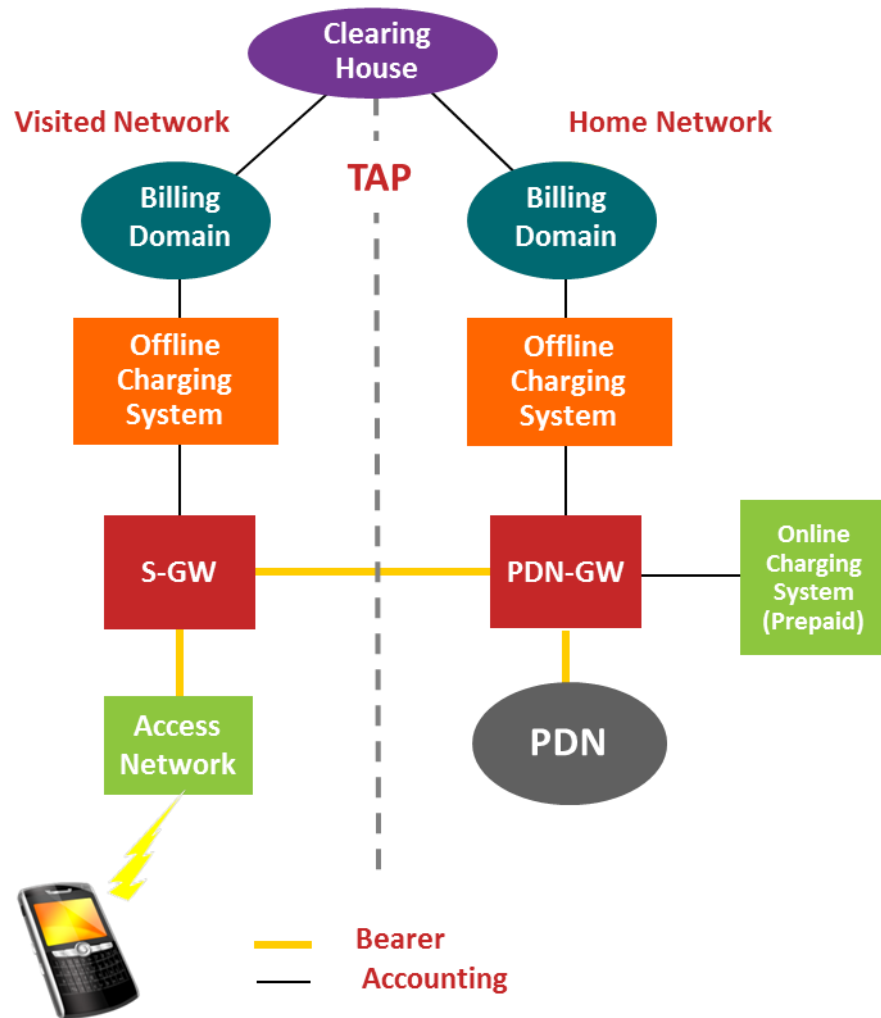 Clearing
House
Visited Network
Home Network
TAP
Billing
Domain
Billing
Domain
Offline
Charging
System
Offline
Charging
System
S-GW
PDN-GW
Online
Charging
System
(Prepaid)
Access
Network
PDN
Bearer
Accounting